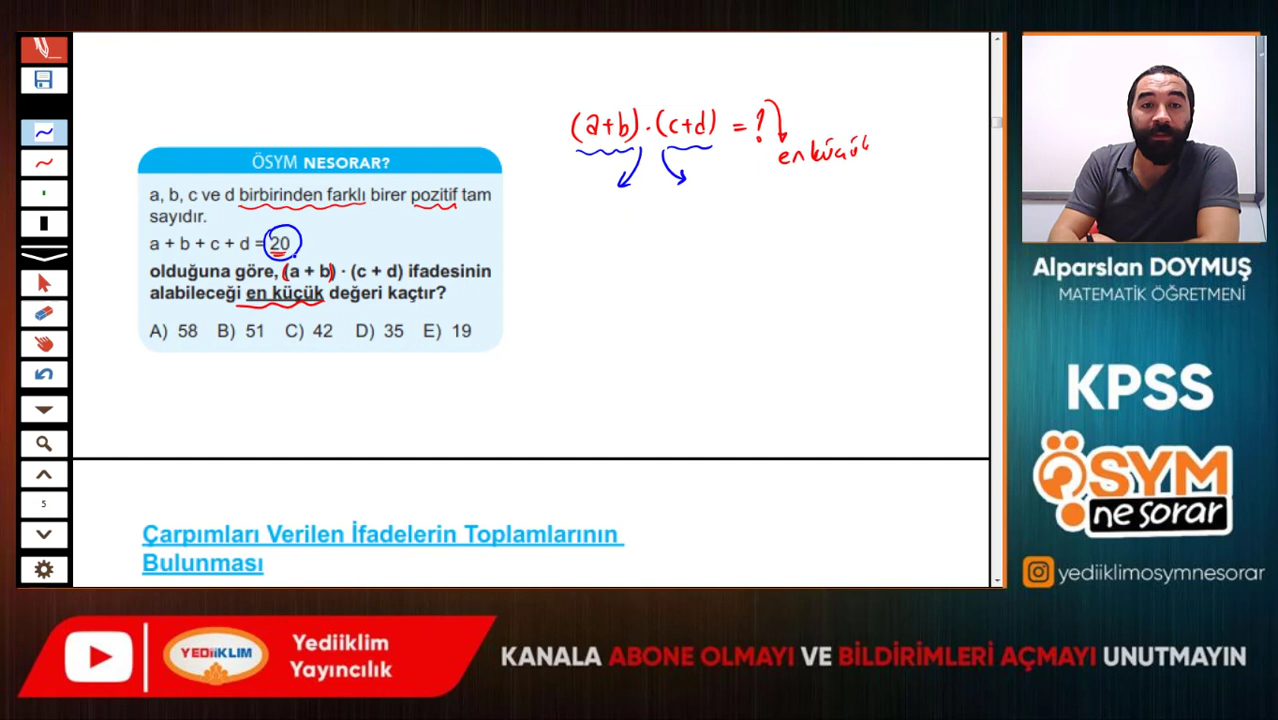 (a+b) · (c+d) = ?
en küçük
ÖSYM NESORAR?
a, b, c ve d birbirinden farklı birer pozitif tam
sayıdır.
a + b + c + d = 20
olduğuna göre, (a + b) · (c + d) ifadesinin
alabileceği en küçük değeri kaçtır?
A) 58 B) 51 C) 42 D) 35 E) 19
5
Çarpımları Verilen İfadelerin Toplamlarının
Bulunması
Alparslan DOYMUŞ
MATEMATİK ÖĞRETMENİ
KPSS
ÖSYM
ne sorar
yediiklimosymnesorar
YEDiiKLIM
Yediiklim
Yayıncılık
KANALA ABONE OLMAYI VE BİLDİRİMLERİ AÇMAYI UNUTMAYIN